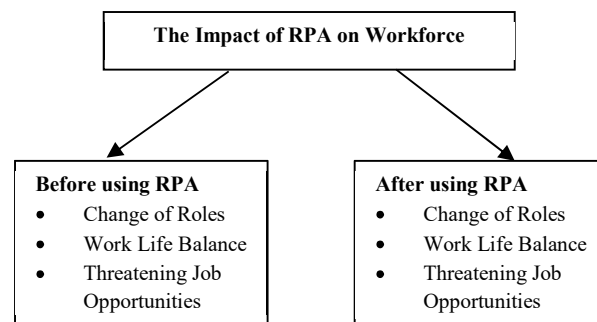 The Impact of RPA on Workforce
Before using RPA
• Change of Roles
• Work Life Balance
• Threatening Job
Opportunities
After using RPA
• Change of Roles
• Work Life Balance
• Threatening Job
Opportunities